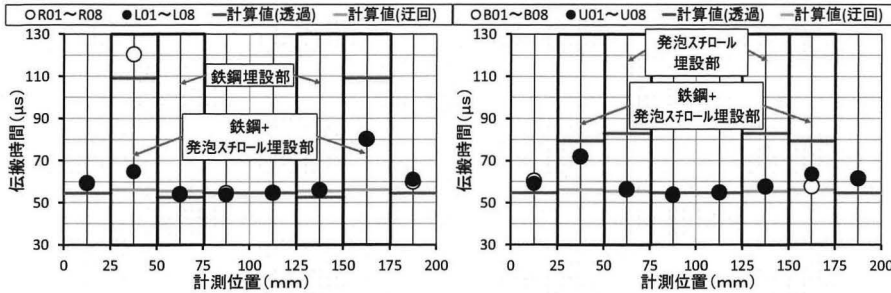 ○R01～R08 ●L01～L08 ━計算値(透過) ━計算値(迂回)
伝搬時間(μs)
130
110
90
70
50
30
鉄鋼埋設部
鉄鋼+
発泡スチロール埋設部
0 25 50 75 100 125 150 175 200
計測位置(mm)
○B01～B08 ●U01～U08 ━計算値(透過) ━計算値(迂回)
伝搬時間(μs)
130
110
90
70
50
30
発泡スチロール
埋設部
鉄鋼+
発泡スチロール埋設部
0 25 50 75 100 125 150 175 200
計測位置(mm)